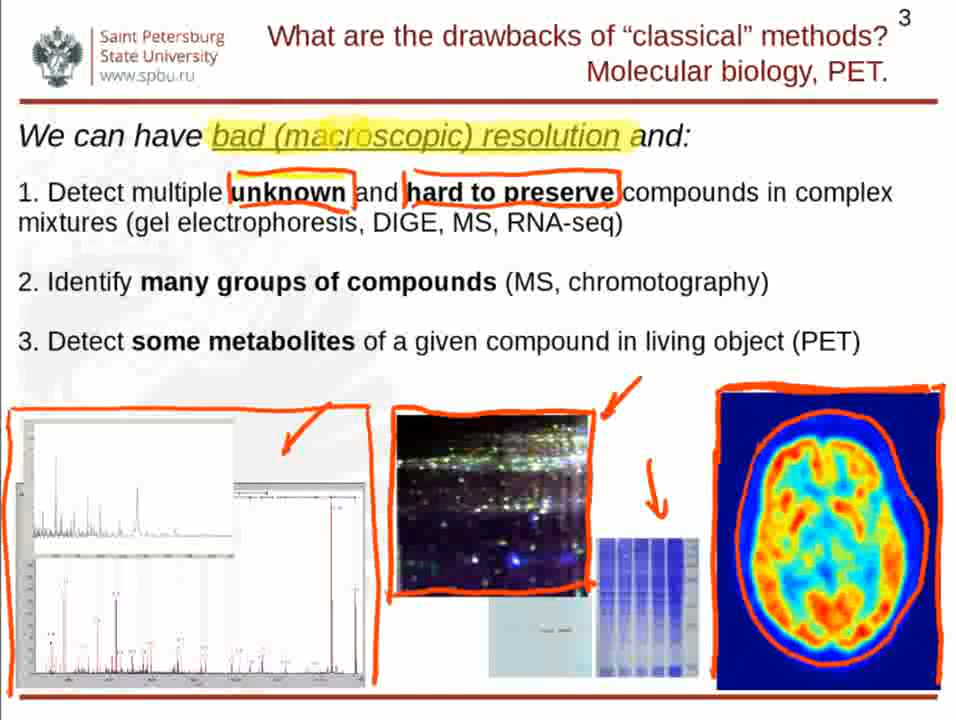 3
Saint Petersburg
State University
www.spbu.ru
What are the drawbacks of “classical” methods?
Molecular biology, PET.
We can have bad (macroscopic) resolution and:
1. Detect multiple unknown and hard to preserve compounds in complex
mixtures (gel electrophoresis, DIGE, MS, RNA-seq)
2. Identify many groups of compounds (MS, chromotography)
3. Detect some metabolites of a given compound in living object (PET)